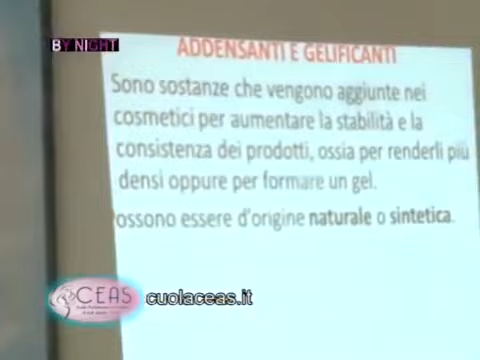 BY NIGHT
ADDENSANTI E GELIFICANTI
Sono sostanze che vengono aggiunte nei
cosmetici per aumentare la stabilità e la
consistenza dei prodotti, ossia per renderli più
densi oppure per formare un gel.
ossono essere d'origine naturale o sintetica.
CEAS
cuolaceas.it